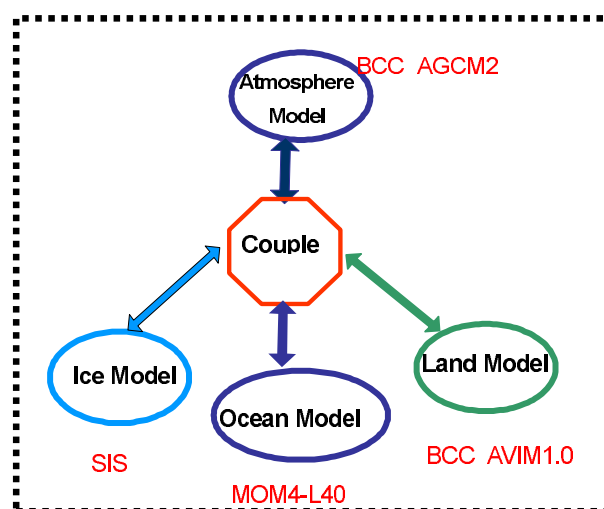 BCC AGCM2
Atmosphere
Model
Couple
Ice Model
Land Model
Ocean Model
SIS
BCC AVIM1.0
MOM4-L40